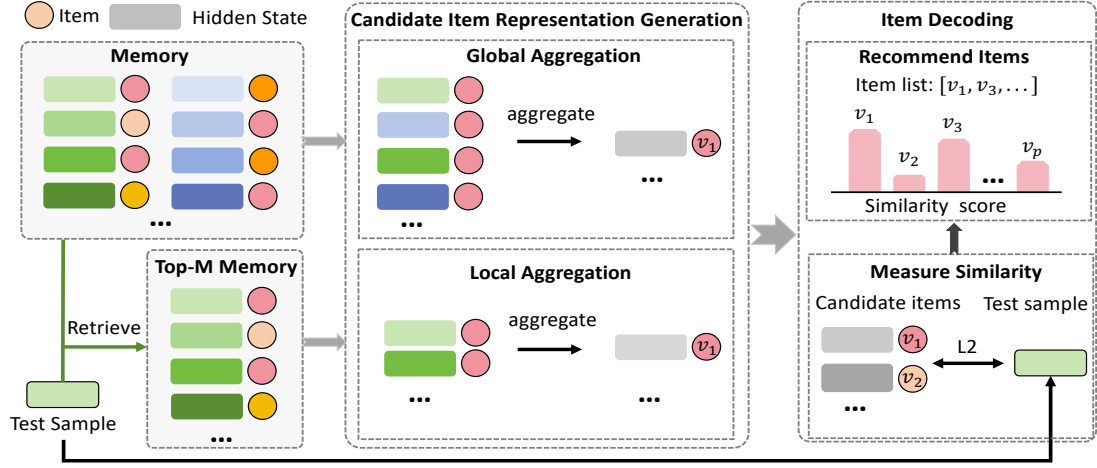 Item
Hidden State
Memory
...
Retrieve
Test Sample
Top-M Memory
...
Candidate Item Representation Generation
Global Aggregation
aggregate
v₁
...
...
Local Aggregation
aggregate
v₁
...
...
Item Decoding
Recommend Items
Item list: [v₁, v₃, . . . ]
v₁
v₂
v₃
...
vₚ
Similarity score
Measure Similarity
Candidate items
Test sample
v₁
L2
v₂
...